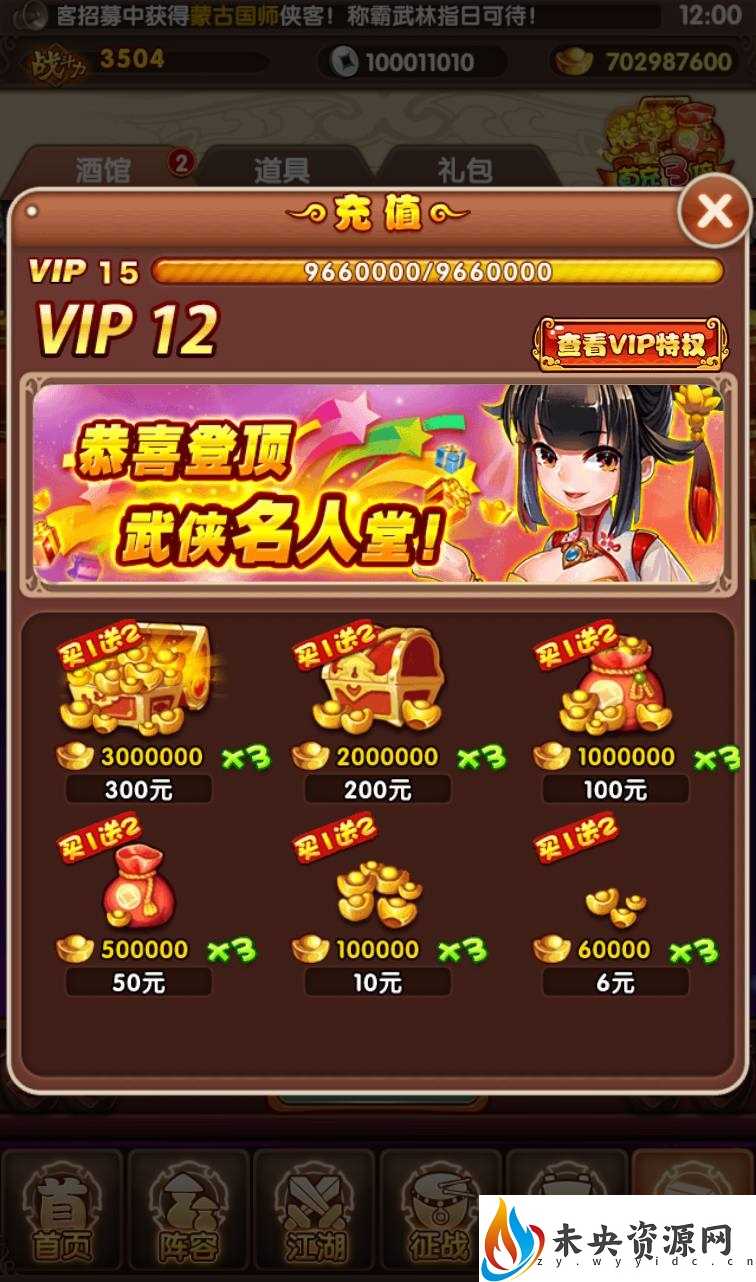 客招募中获得蒙古国师侠客！称霸武林指日可待！ 12:00
战斗力 3504 100011010 702987600
酒馆 2 道具 礼包 首充3倍
充值
VIP 15 9660000/9660000
VIP 12
查看VIP特权
恭喜登顶
武侠名人堂！
买1送2 买1送2 买1送2
3000000 x3 2000000 x3 1000000 x3
300元 200元 100元
买1送2 买1送2 买1送2
500000 x3 100000 x3 60000 x3
50元 10元 6元
首
首页 阵容 江湖 征战
未央资源网
zy.wyyidc.cn